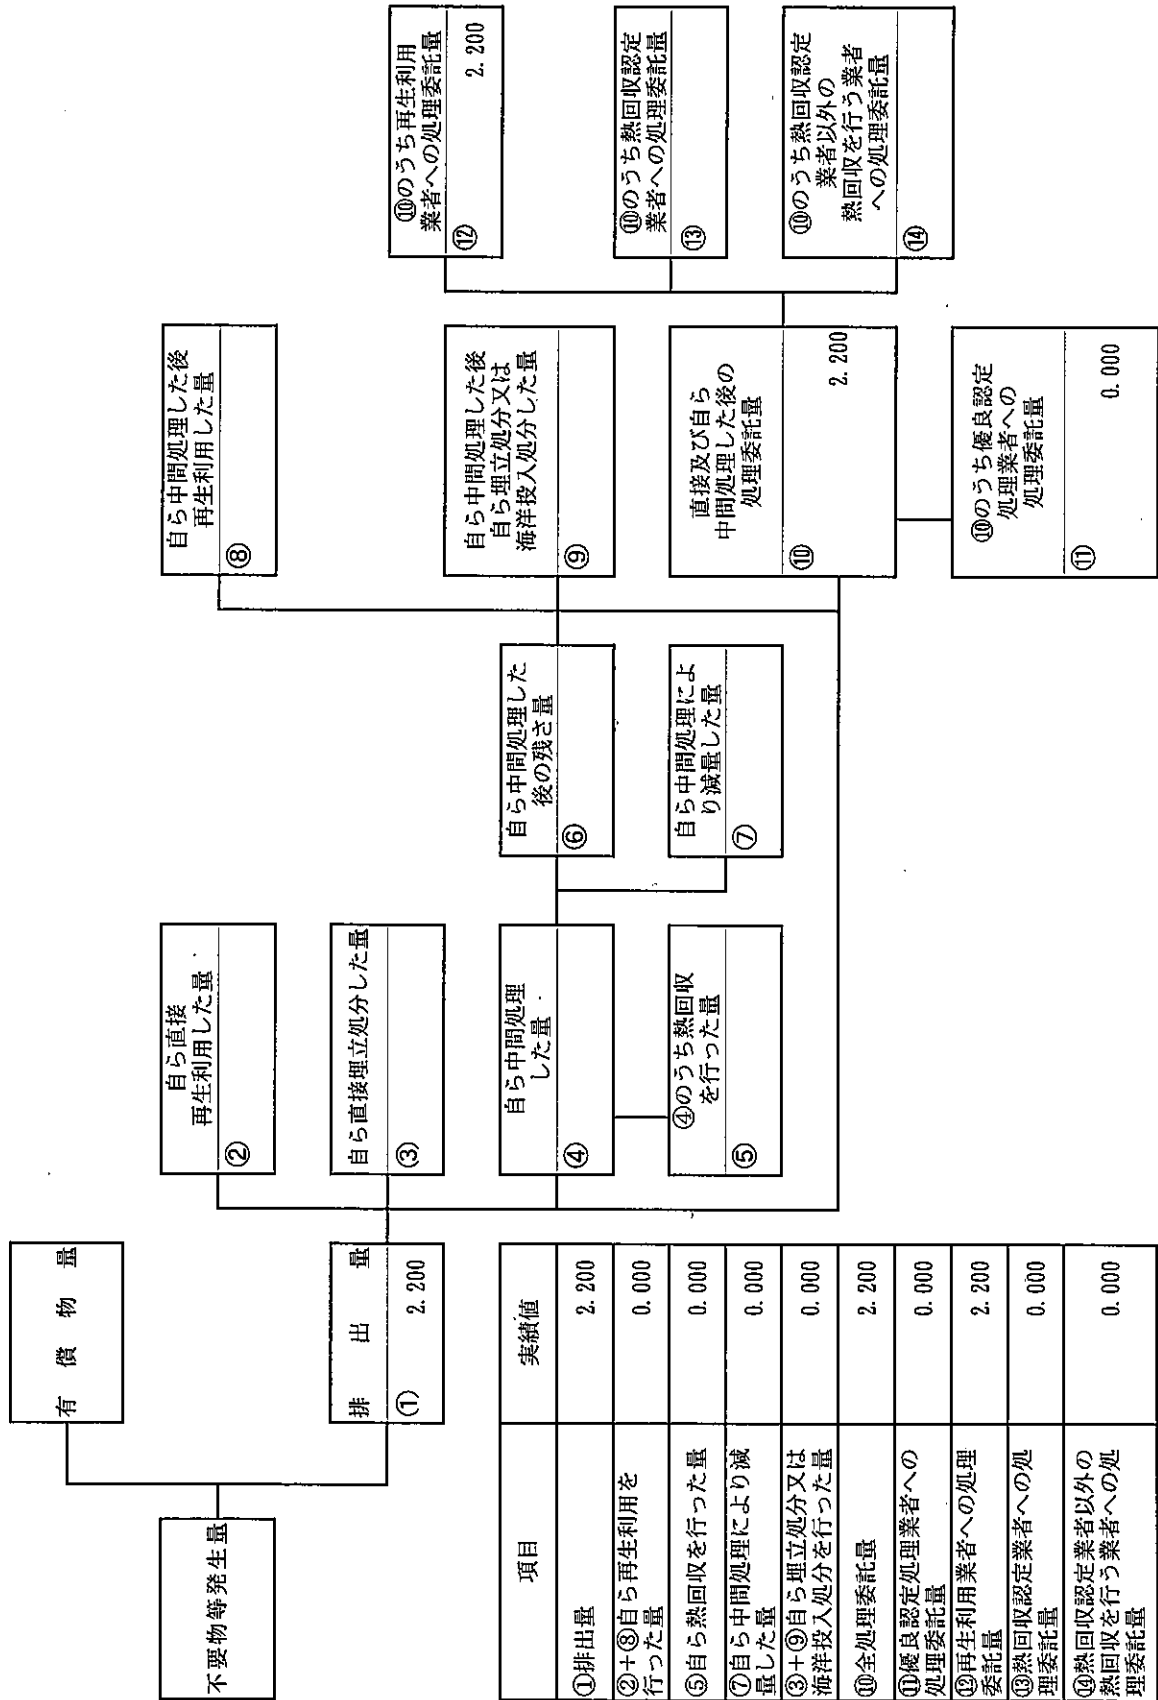 不要物等発生量
有償物量
排出量
① 2.200
自ら直接
再生利用した量
②
自ら直接埋立処分した量
③
自ら中間処理
した量
④
④のうち熱回収
を行った量
⑤
自ら中間処理した
後の残さ量
⑥
自ら中間処理によ
り減量した量
⑦
自ら中間処理した後
再生利用した量
⑧
自ら中間処理した後
自ら埋立処分又は
海洋投入処分した量
⑨
直接及び自ら
中間処理した後の
処理委託量
⑩ 2.200
⑩のうち優良認定
処理業者への
処理委託量
⑪ 0.000
⑩のうち再生利用
業者への処理委託量
⑫ 2.200
⑩のうち熱回収認定
業者への処理委託量
⑬
⑩のうち熱回収認定
業者以外の
熱回収を行う業者
への処理委託量
⑭
項目 実績値
①排出量 2.200
②+⑧自ら再生利用を
行った量 0.000
⑤自ら熱回収を行った量 0.000
⑦自ら中間処理により減
量した量 0.000
③+⑨自ら埋立処分又は
海洋投入処分を行った量 0.000
⑩全処理委託量 2.200
⑪優良認定処理業者への
処理委託量 0.000
⑫再生利用業者への処理
委託量 2.200
⑬熱回収認定業者への処
理委託量 0.000
⑭熱回収認定業者以外の
熱回収を行う業者への処
理委託量 0.000